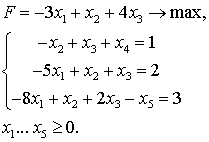 F = −3x₁ + x₂ + 4x₃ → max,
−x₂ + x₃ + x₄ = 1
−5x₁ + x₂ + x₃ = 2
−8x₁ + x₂ + 2x₃ − x₅ = 3
x₁...x₅ ≥ 0.